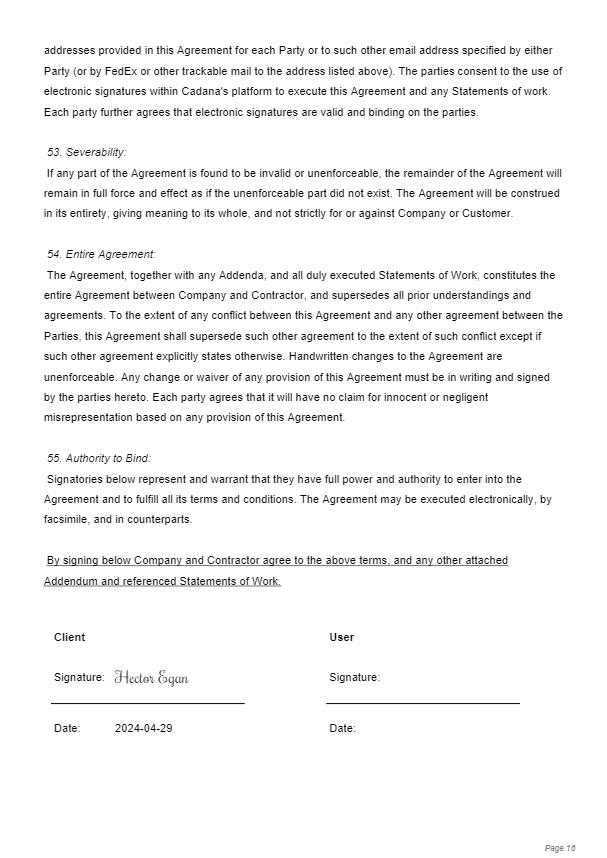 addresses provided in this Agreement for each Party or to such other email address specified by either
Party (or by FedEx or other trackable mail to the address listed above). The parties consent to the use of
electronic signatures within Cadana's platform to execute this Agreement and any Statements of work.
Each party further agrees that electronic signatures are valid and binding on the parties.
53. Severability:
If any part of the Agreement is found to be invalid or unenforceable, the remainder of the Agreement will
remain in full force and effect as if the unenforceable part did not exist. The Agreement will be construed
in its entirety, giving meaning to its whole, and not strictly for or against Company or Customer.
54. Entire Agreement:
The Agreement, together with any Addenda, and all duly executed Statements of Work, constitutes the
entire Agreement between Company and Contractor, and supersedes all prior understandings and
agreements. To the extent of any conflict between this Agreement and any other agreement between the
Parties, this Agreement shall supersede such other agreement to the extent of such conflict except if
such other agreement explicitly states otherwise. Handwritten changes to the Agreement are
unenforceable. Any change or waiver of any provision of this Agreement must be in writing and signed
by the parties hereto. Each party agrees that it will have no claim for innocent or negligent
misrepresentation based on any provision of this Agreement.
55. Authority to Bind:
Signatories below represent and warrant that they have full power and authority to enter into the
Agreement and to fulfill all its terms and conditions. The Agreement may be executed electronically, by
facsimile, and in counterparts.
By signing below Company and Contractor agree to the above terms, and any other attached
Addendum and referenced Statements of Work.
Client User
Signature: Hector Egan Signature:
Date: 2024-04-29 Date:
Page 16